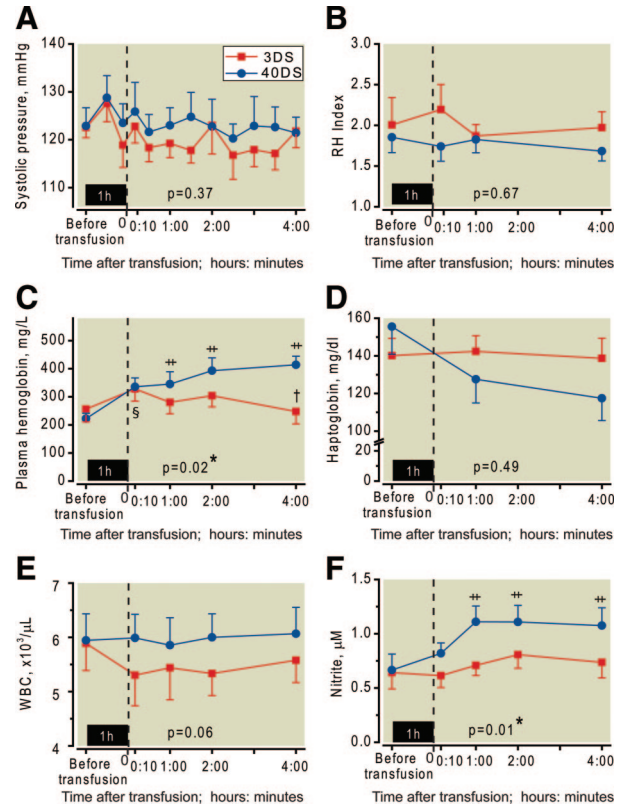 A
Systolic pressure, mmHg
140
130
120
110
3DS
40DS
1h
p=0.37
Before transfusion
0
0:10
1:00
2:00
4:00
Time after transfusion; hours: minutes
B
RH Index
3.0
2.5
2.0
1.5
1.0
1h
p=0.67
Before transfusion
0
0:10
1:00
2:00
4:00
Time after transfusion; hours: minutes
C
Plasma hemoglobin, mg/L
500
400
300
200
100
0
‡
‡
‡
§
†
1h
p=0.02*
Before transfusion
0
0:10
1:00
2:00
4:00
Time after transfusion; hours: minutes
D
Haptoglobin, mg/dl
160
140
120
100
20
0
1h
p=0.49
Before transfusion
0
0:10
1:00
2:00
4:00
Time after transfusion; hours: minutes
E
WBC, x10³/µL
7
6
5
4
1h
p=0.06
Before transfusion
0
0:10
1:00
2:00
4:00
Time after transfusion; hours: minutes
F
Nitrite, µM
1.5
1.0
0.5
0.0
‡
‡
‡
1h
p=0.01*
Before transfusion
0
0:10
1:00
2:00
4:00
Time after transfusion; hours: minutes